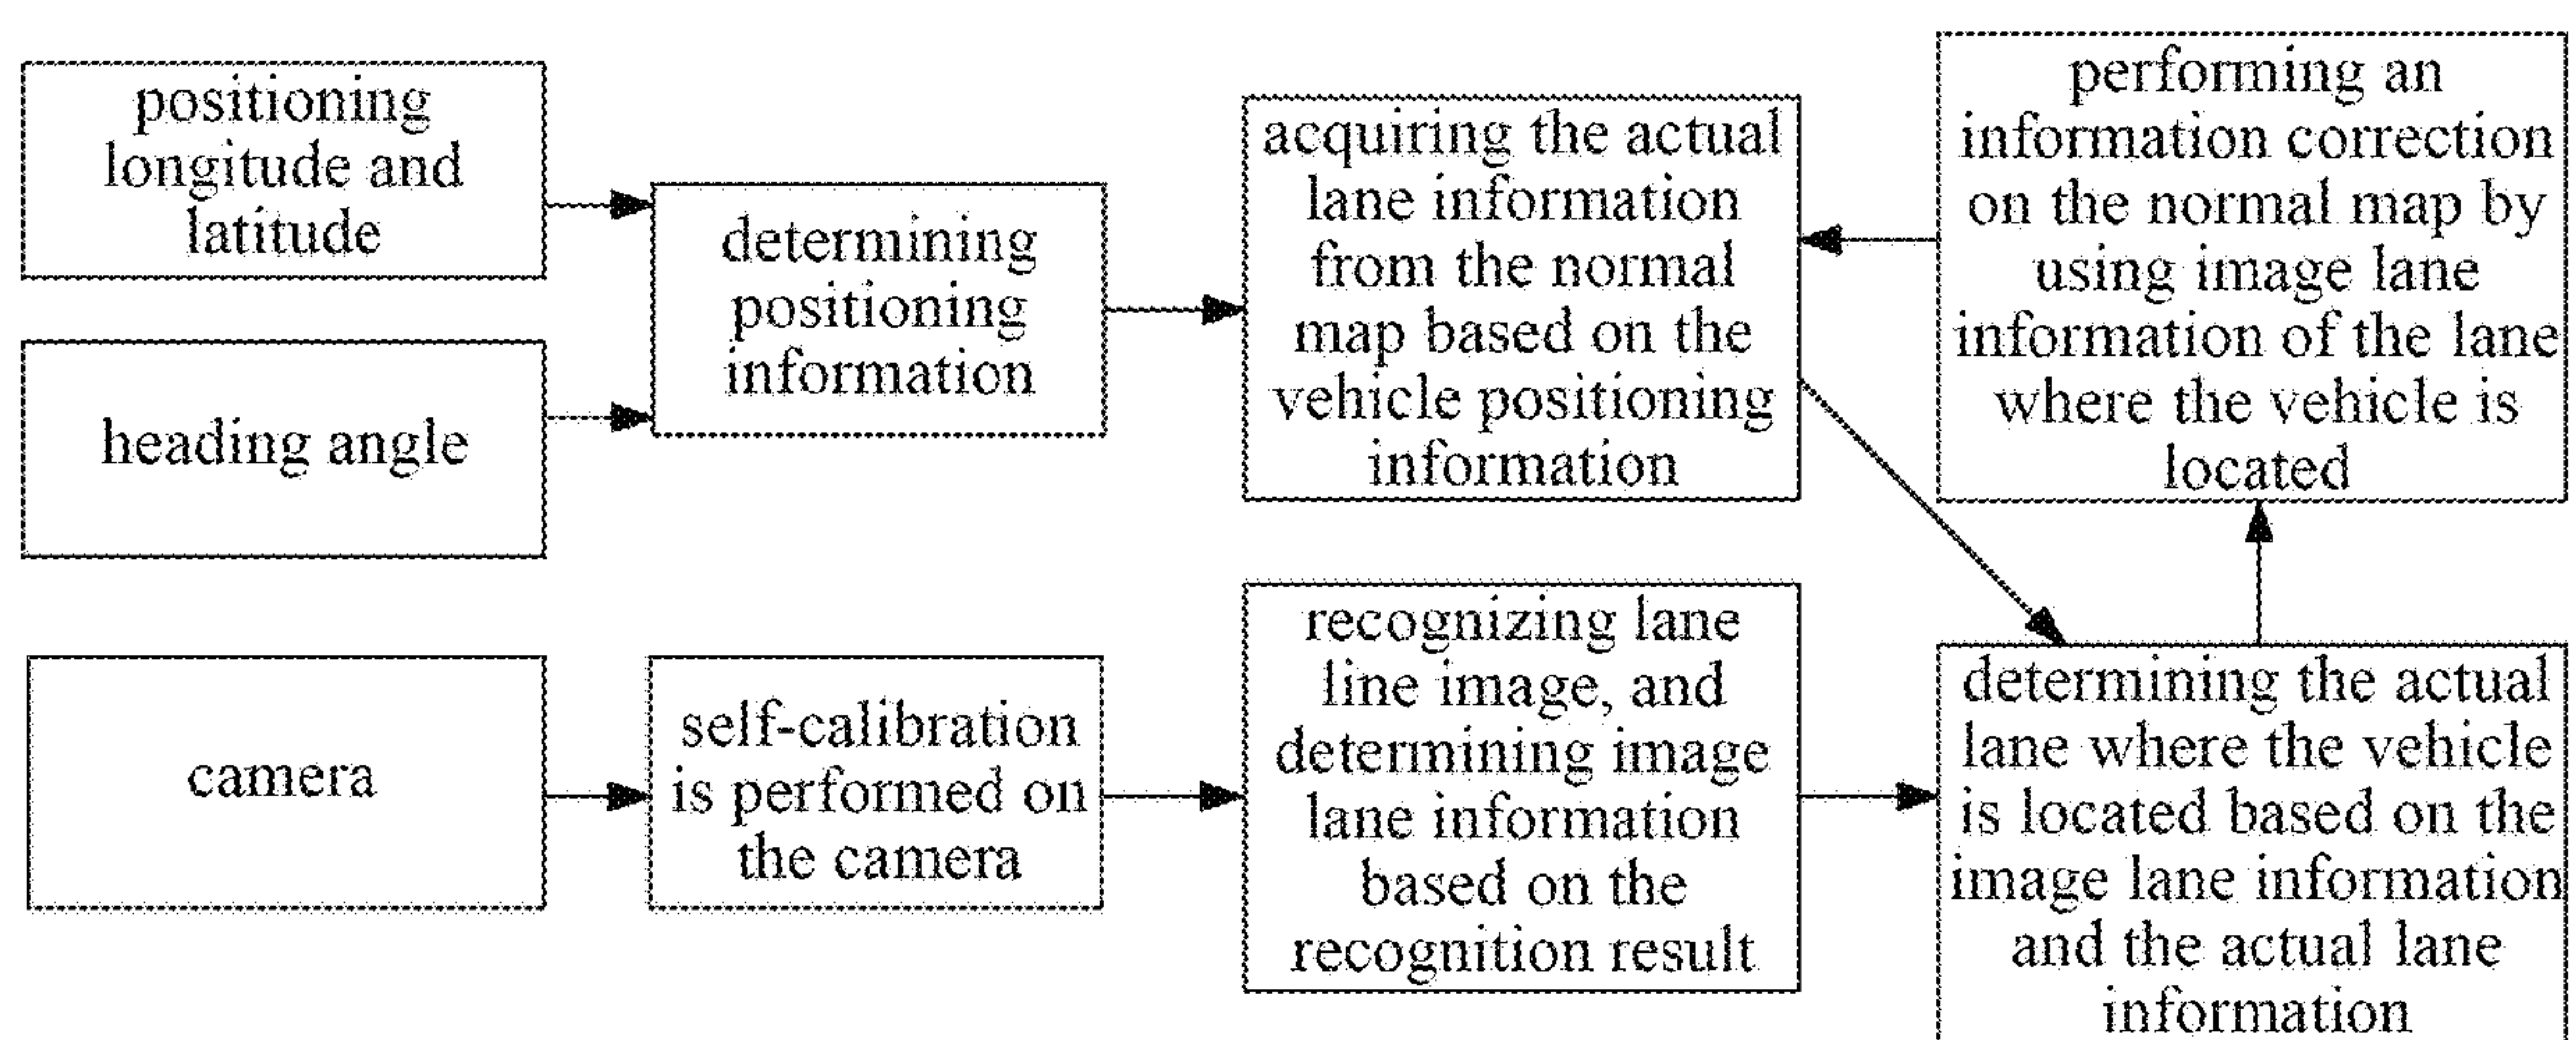 positioning
longitude and
latitude
heading angle
determining
positioning
information
acquiring the actual
lane information
from the normal
map based on the
vehicle positioning
information
performing an
information correction
on the normal map by
using image lane
information of the lane
where the vehicle is
located
camera
self-calibration
is performed on
the camera
recognizing lane
line image, and
determining image
lane information
based on the
recognition result
determining the actual
lane where the vehicle
is located based on the
image lane information
and the actual lane
information